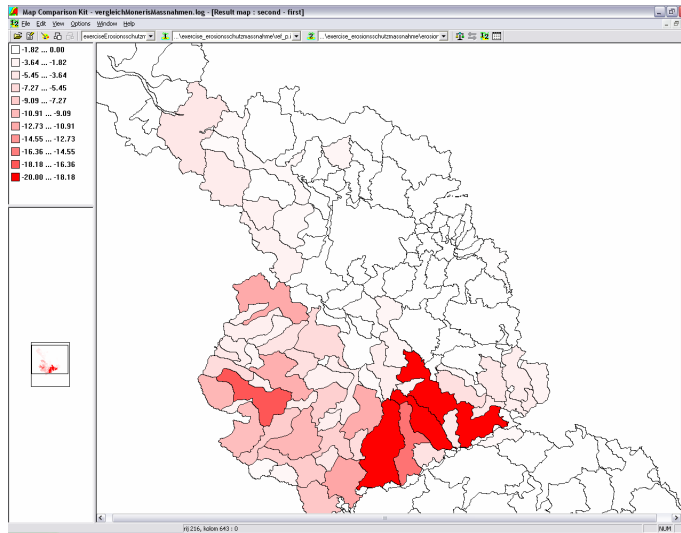 Map Comparison Kit - vergleichMonerisMassnahmen.log - [Result map : second - first]
File Edit View Options Window Help
exerciseErosionsschutzm 1 ...\exercise_erosionsschutzmassnahme\ref_p.i 2 ...\exercise_erosionsschutzmassnahme\erosior
-1.82 ... 0.00
-3.64 ... -1.82
-5.45 ... -3.64
-7.27 ... -5.45
-9.09 ... -7.27
-10.91 ... -9.09
-12.73 ... -10.91
-14.55 ... -12.73
-16.36 ... -14.55
-18.18 ... -16.36
-20.00 ... -18.18
rij 216, kolom 643 : 0
NUM